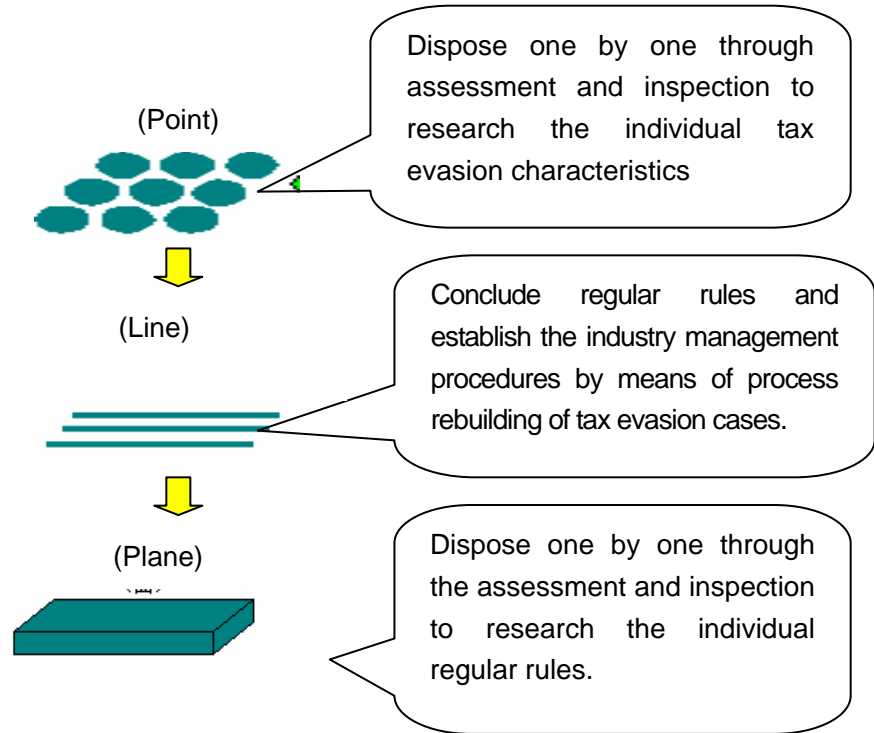 Dispose one by one through
assessment and inspection to
research the individual tax
evasion characteristics
(Point)
Conclude regular rules and
establish the industry management
procedures by means of process
rebuilding of tax evasion cases.
(Line)
Dispose one by one through
the assessment and inspection
to research the individual
regular rules.
(Plane)